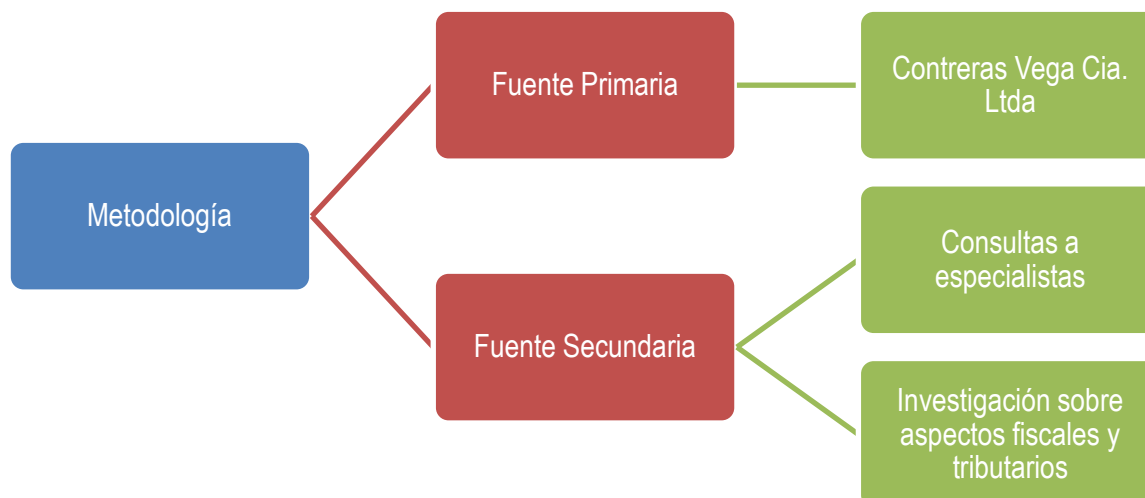 Metodología
Fuente Primaria
Contreras Vega Cia.
Ltda
Fuente Secundaria
Consultas a
especialistas
Investigación sobre
aspectos fiscales y
tributarios